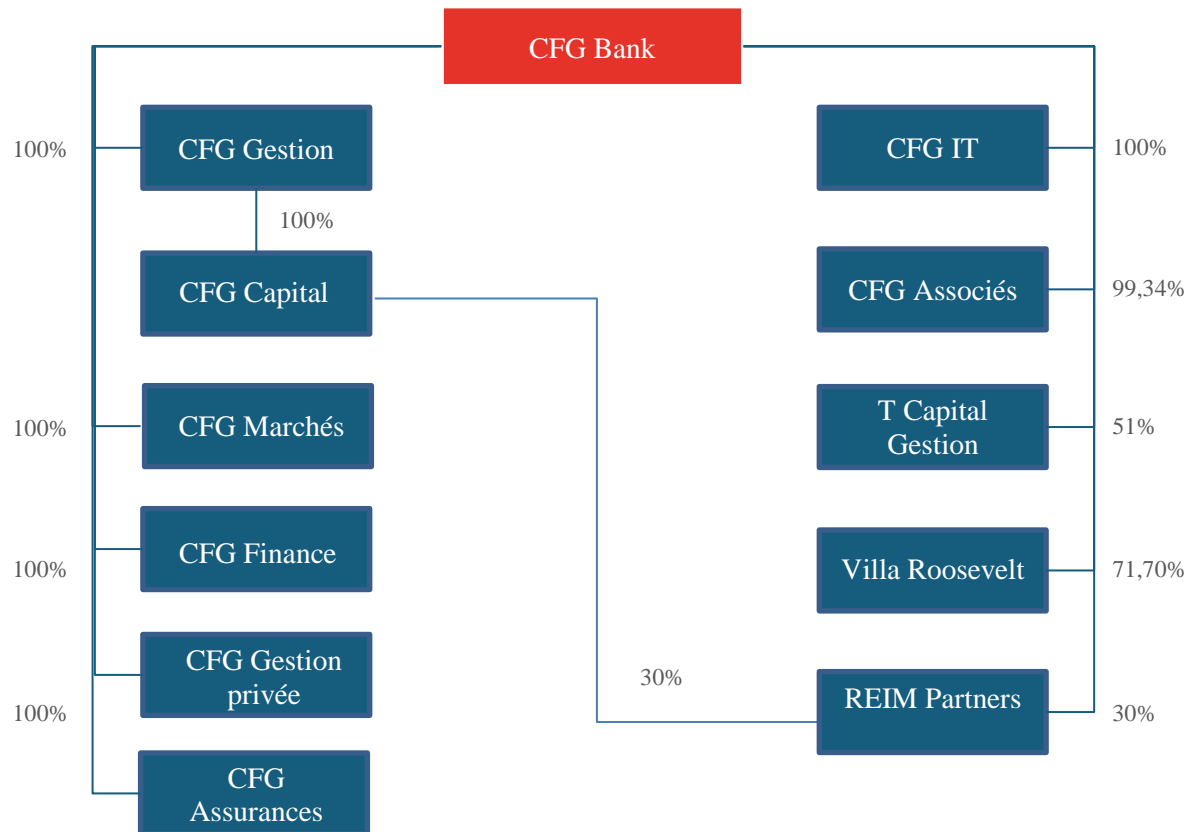 CFG Bank
100%
CFG Gestion
100%
CFG Capital
100%
CFG Marchés
100%
CFG Finance
CFG Gestion
privée
100%
CFG
Assurances
30%
CFG IT
100%
CFG Associés
99,34%
T Capital
Gestion
51%
Villa Roosevelt
71,70%
REIM Partners
30%